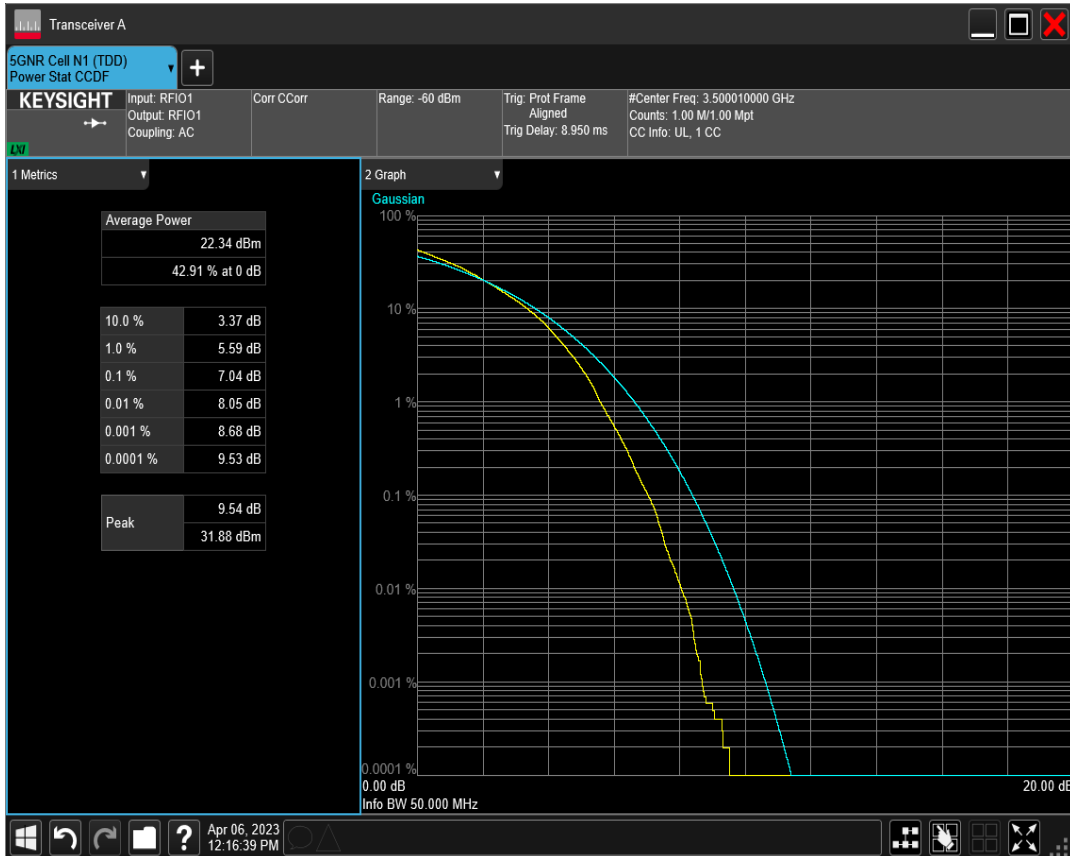 Transceiver A
5GNR Cell N1 (TDD)
Power Stat CCDF
+
KEYSIGHT
LXI
Input: RFIO1
Output: RFIO1
Coupling: AC
Corr CCorr
Range: -60 dBm
Trig: Prot Frame
Aligned
Trig Delay: 8.950 ms
#Center Freq: 3.500010000 GHz
Counts: 1.00 M/1.00 Mpt
CC Info: UL, 1 CC
1 Metrics
Average Power
22.34 dBm
42.91 % at 0 dB
10.0 % 3.37 dB
1.0 % 5.59 dB
0.1 % 7.04 dB
0.01 % 8.05 dB
0.001 % 8.68 dB
0.0001 % 9.53 dB
Peak 9.54 dB
31.88 dBm
2 Graph
Gaussian
100 %
10 %
1 %
0.1 %
0.01 %
0.001 %
0.0001 %
0.00 dB 20.00 dB
Info BW 50.000 MHz
?
Apr 06, 2023
12:16:39 PM